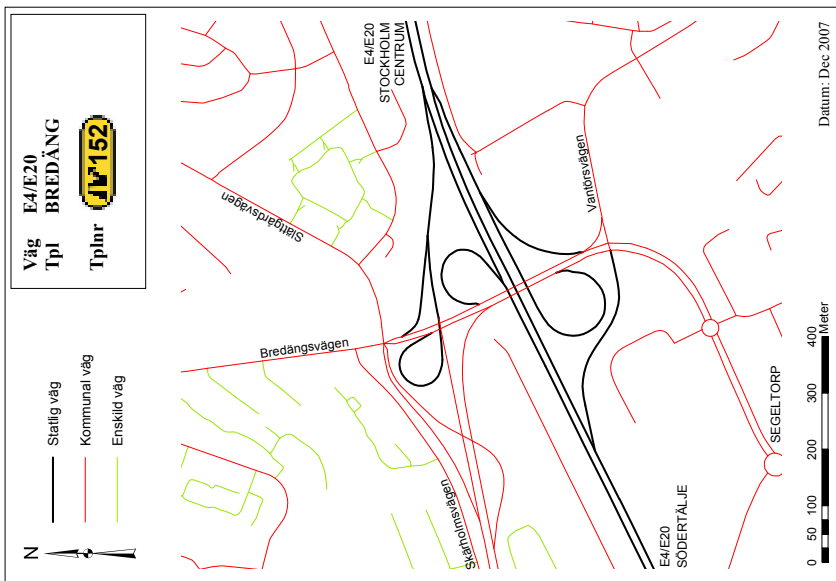 Väg E4/E20
Tpl BREDÄNG
Tplnr 152
N
Statlig väg
Kommunal väg
Enskild väg
E4/E20
STOCKHOLM
CENTRUM
Slättgårdsvägen
Bredängsvägen
Vantörsvägen
Skärholmsvägen
SEGELTORP
E4/E20
SÖDERTÄLJE
0 50 100 200 300 400
Meter
Datum: Dec 2007